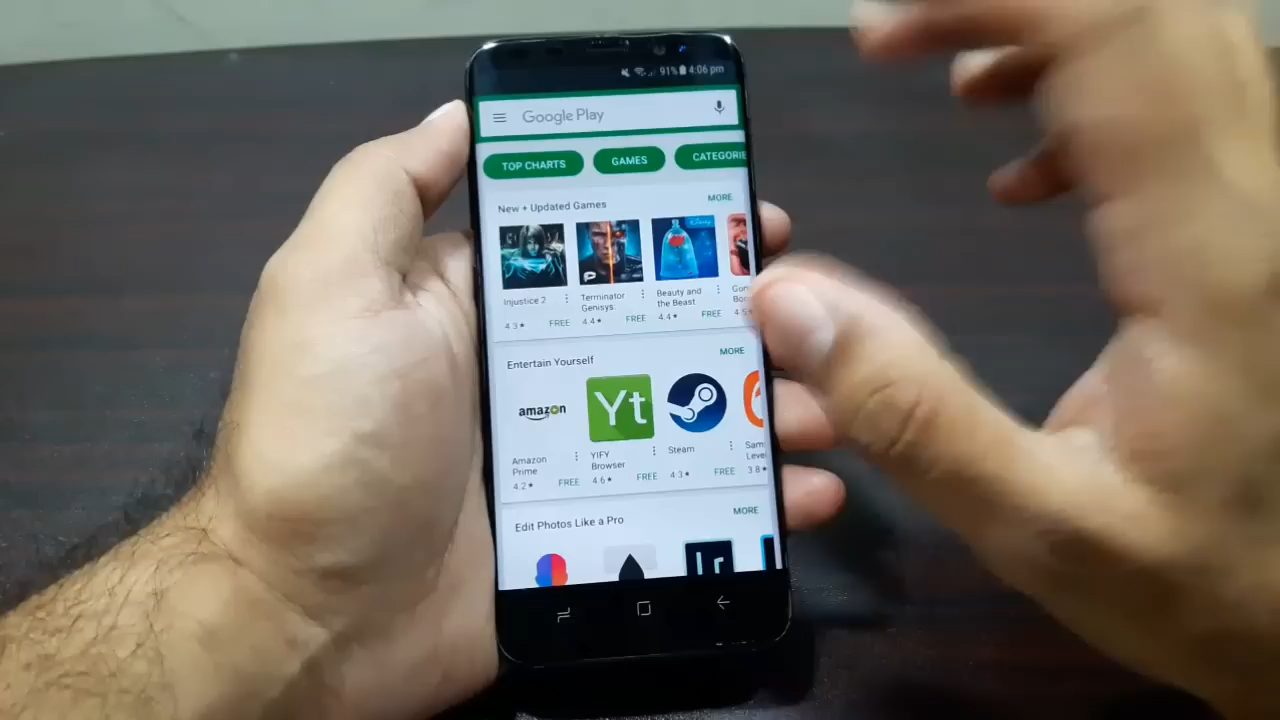 91% 4:06 pm
Google Play
TOP CHARTS GAMES CATEGORIE
New + Updated Games MORE
Disney
Injustice 2 Terminator Genisys Beauty and the Beast
4.3★ FREE 4.4★ FREE 4.4★ FREE 4.5
Entertain Yourself MORE
amazon Yt
Amazon Prime YIFY Browser Steam Sam Level
4.2★ FREE 4.6★ FREE 4.3★ FREE 3.8★
Edit Photos Like a Pro MORE
Lr